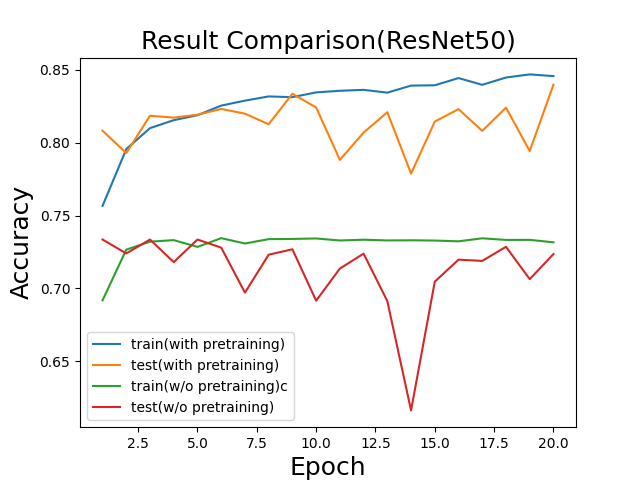 Result Comparison(ResNet50)
Accuracy
0.85
0.80
0.75
0.70
0.65
train(with pretraining)
test(with pretraining)
train(w/o pretraining)c
test(w/o pretraining)
2.5 5.0 7.5 10.0 12.5 15.0 17.5 20.0
Epoch